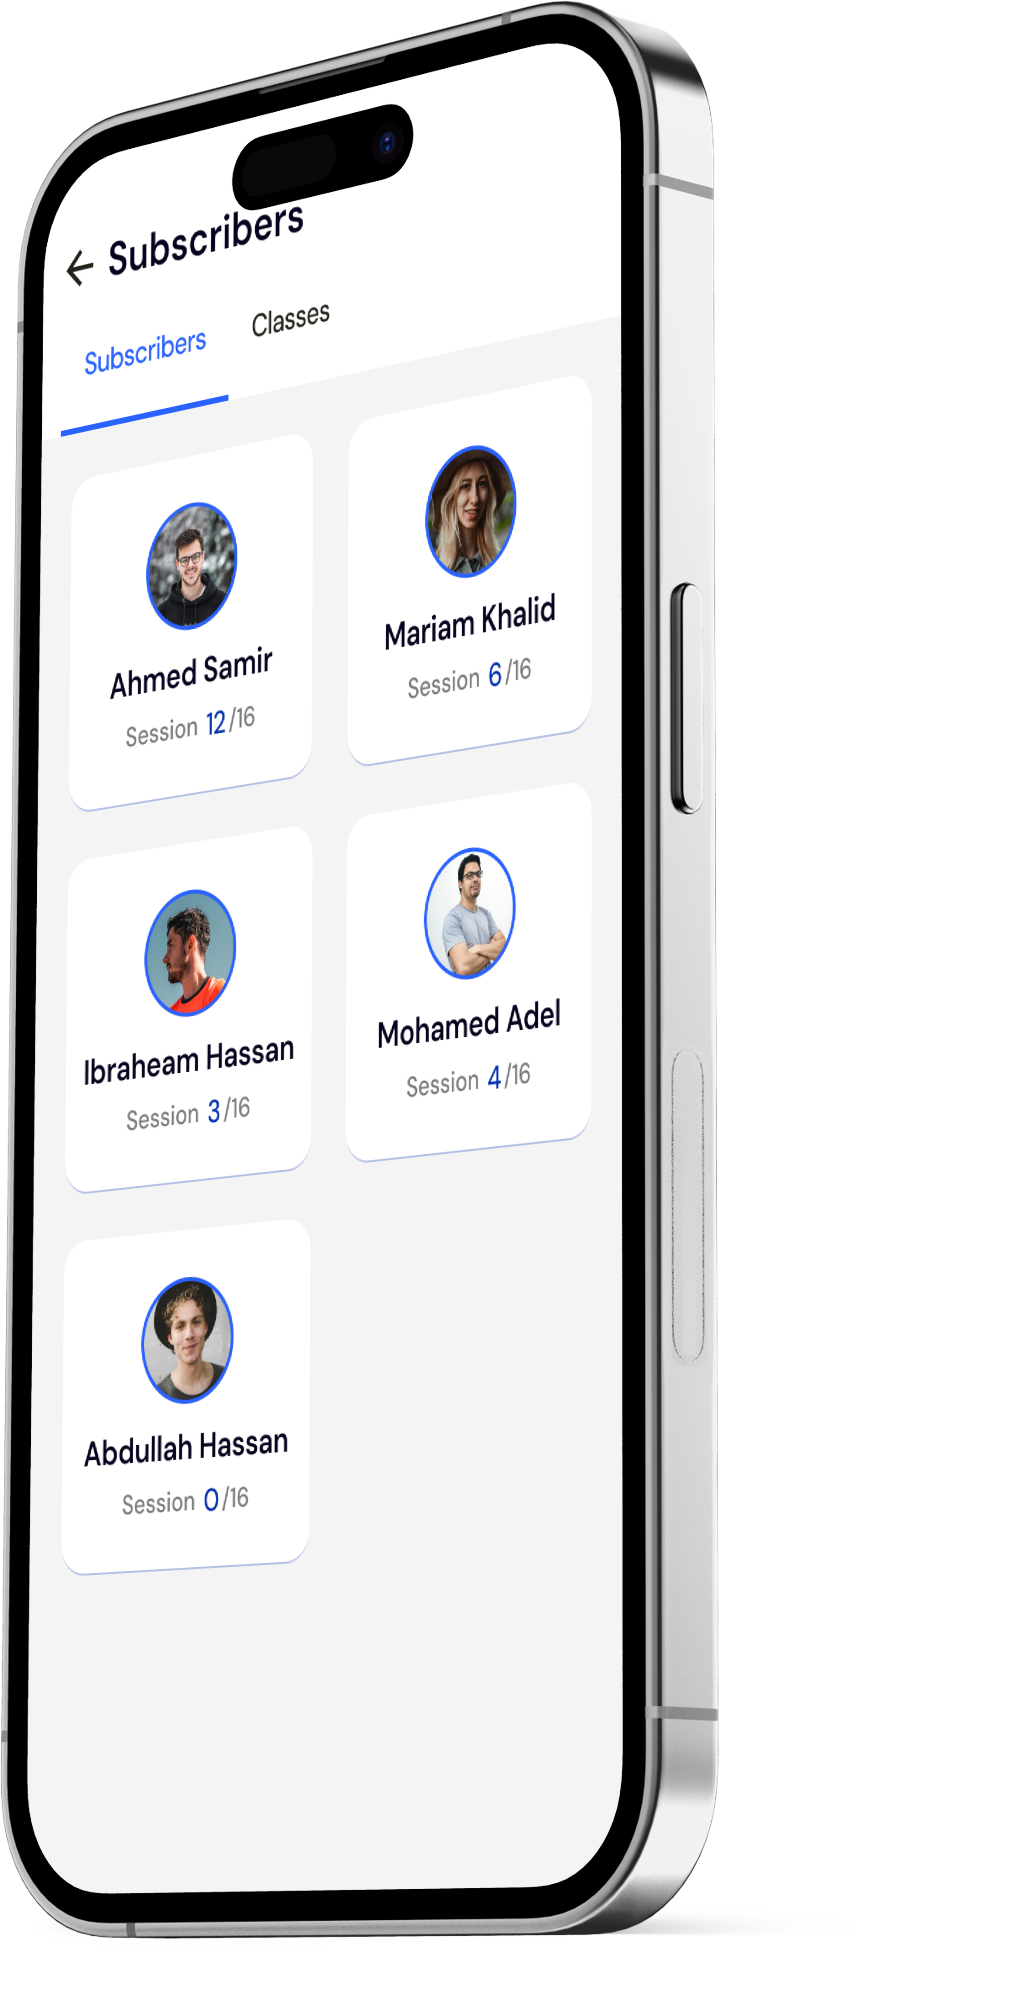 Subscribers
Subscribers
Classes
Ahmed Samir
Session 12/16
Mariam Khalid
Session 6/16
Ibraheam Hassan
Session 3/16
Mohamed Adel
Session 4/16
Abdullah Hassan
Session 0/16